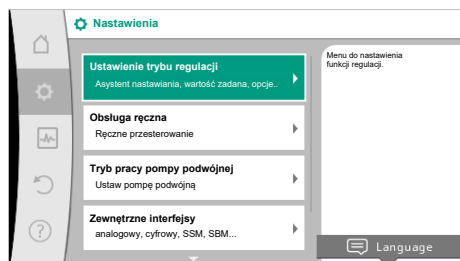 Nastawienia
Ustawienie trybu regulacji
Asystent nastawiania, wartość zadana, opcje..
Obsługa ręczna
Ręczne przesterowanie
Tryb pracy pompy podwójnej
Ustaw pompę podwójną
Zewnętrzne interfejsy
analogowy, cyfrowy, SSM, SBM...
Menu do nastawienia
funkcji regulacji.
Language